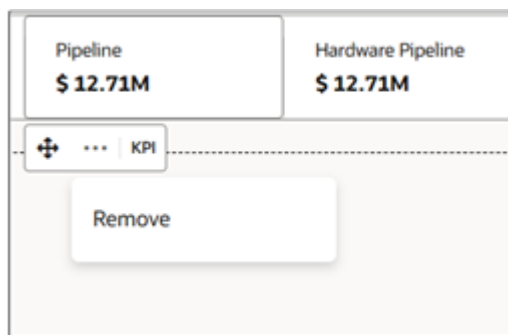 Pipeline
$ 12.71M
Hardware Pipeline
$ 12.71M
KPI
Remove